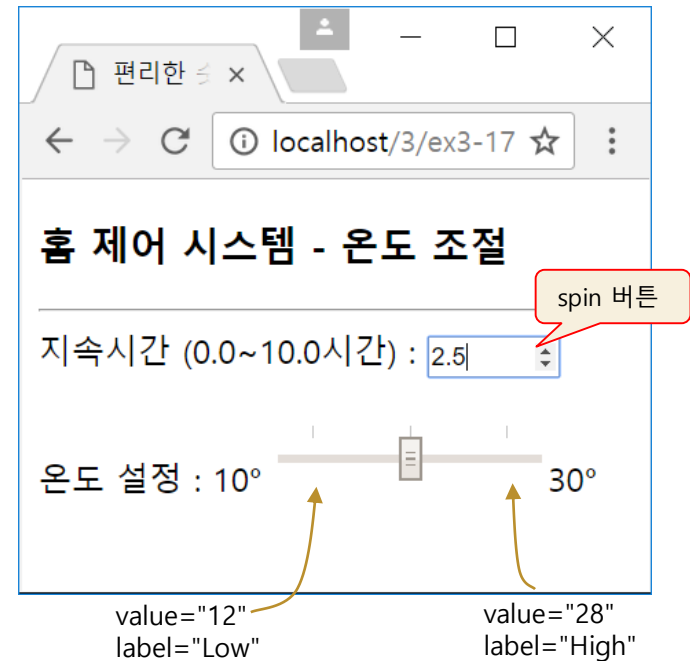 편리한
localhost/3/ex3-17
홈 제어 시스템 - 온도 조절
spin 버튼
지속시간 (0.0~10.0시간) : 2.5
온도 설정 : 10° 30°
value="12"
label="Low"
value="28"
label="High"